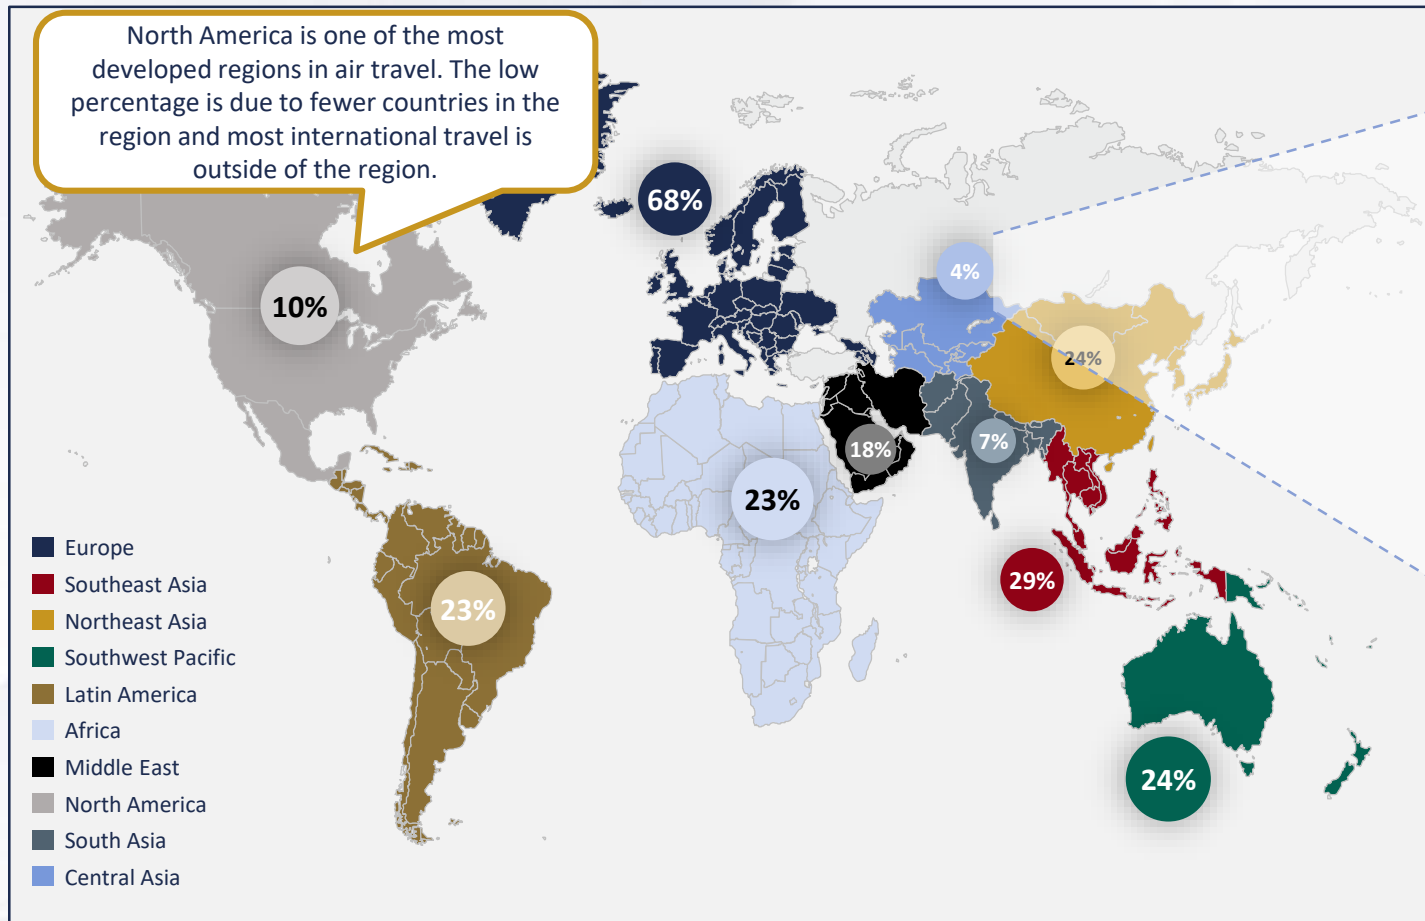 North America is one of the most
developed regions in air travel. The low
percentage is due to fewer countries in the
region and most international travel is
outside of the region.
68%
4%
10%
24%
18%
7%
23%
29%
23%
24%
Europe
Southeast Asia
Northeast Asia
Southwest Pacific
Latin America
Africa
Middle East
North America
South Asia
Central Asia